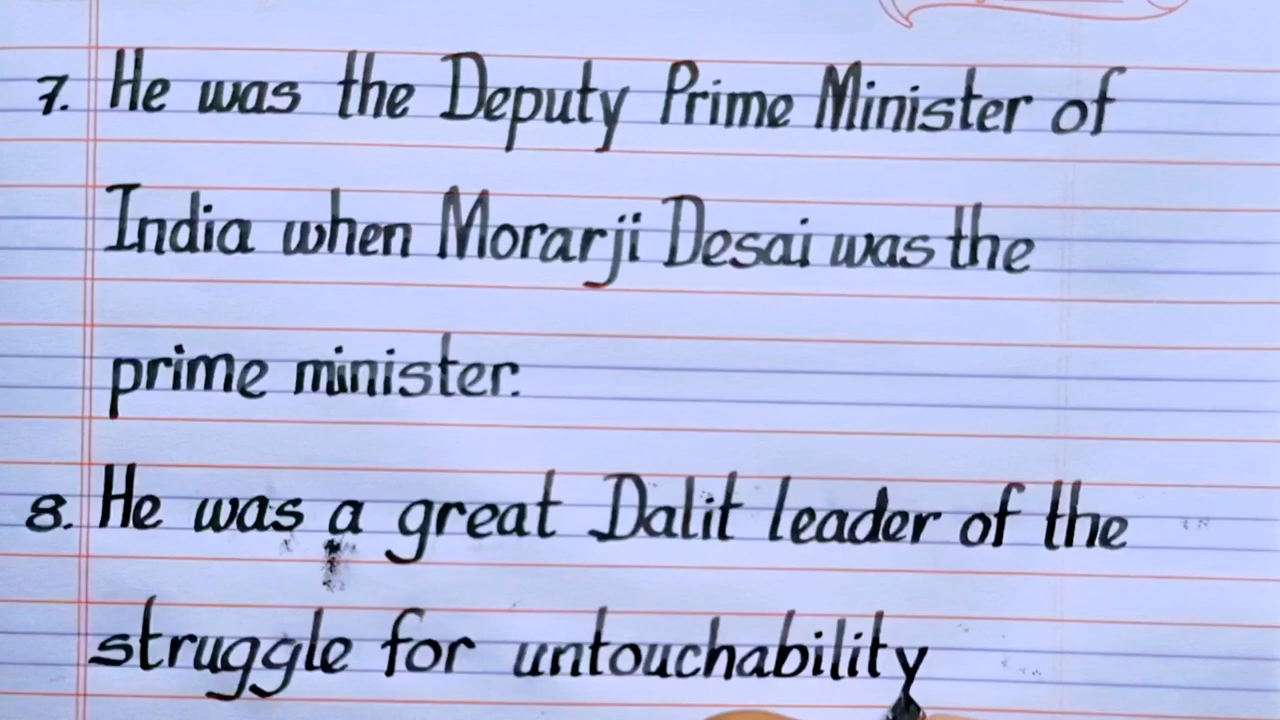 7. He was the Deputy Prime Minister of
India when Morarji Desai was the
prime minister.
8. He was a great Dalit leader of the
struggle for untouchability